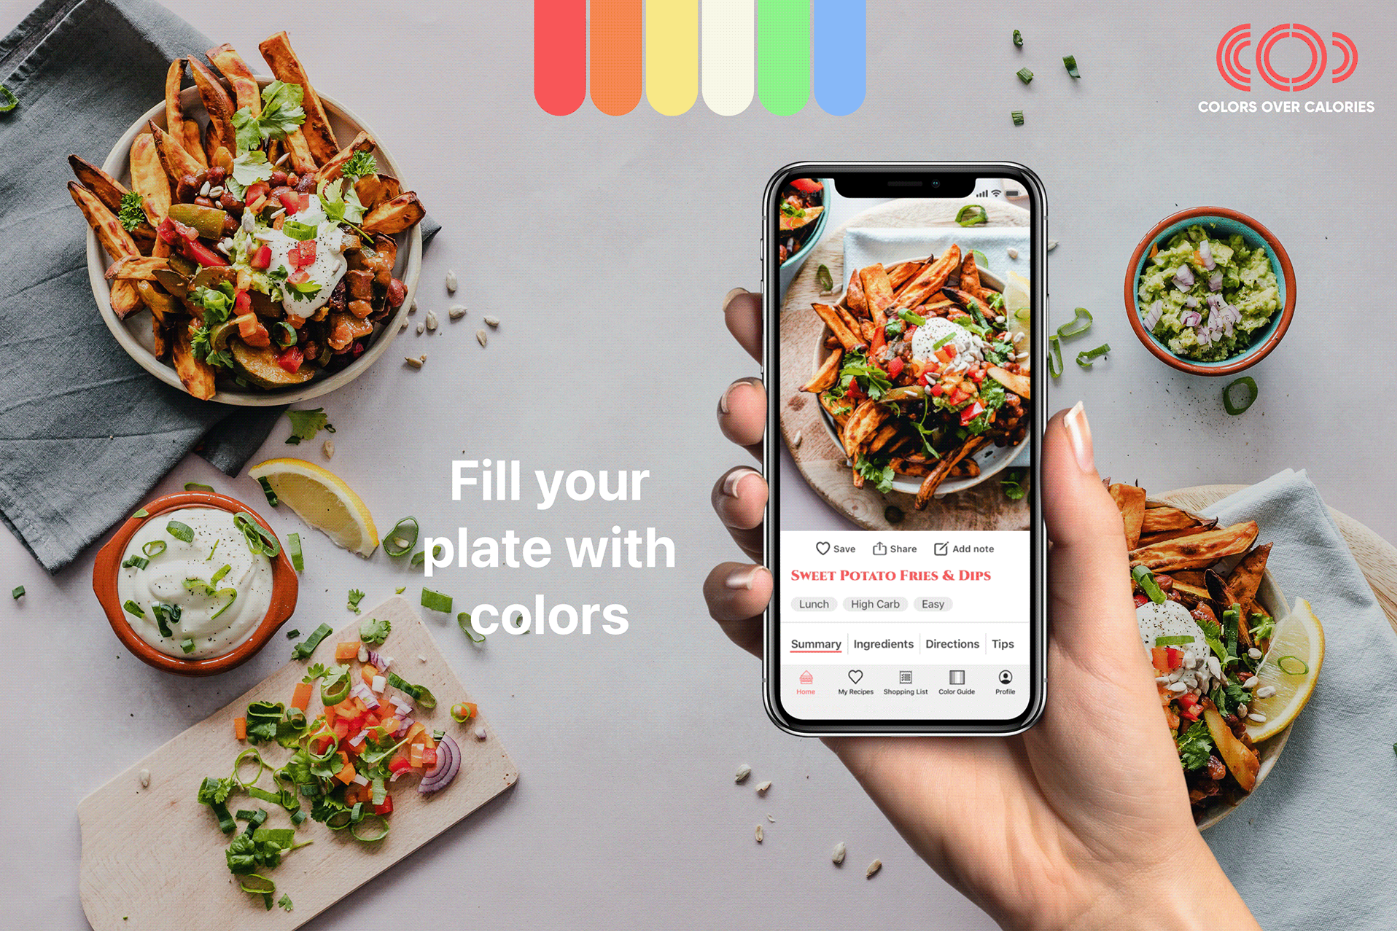 COLORS OVER CALORIES
Fill your
plate with
colors
Save Share Add note
Sweet Potato Fries & Dips
Lunch High Carb Easy
Summary Ingredients Directions Tips
Home My Recipes Shopping List Color Guide Profile